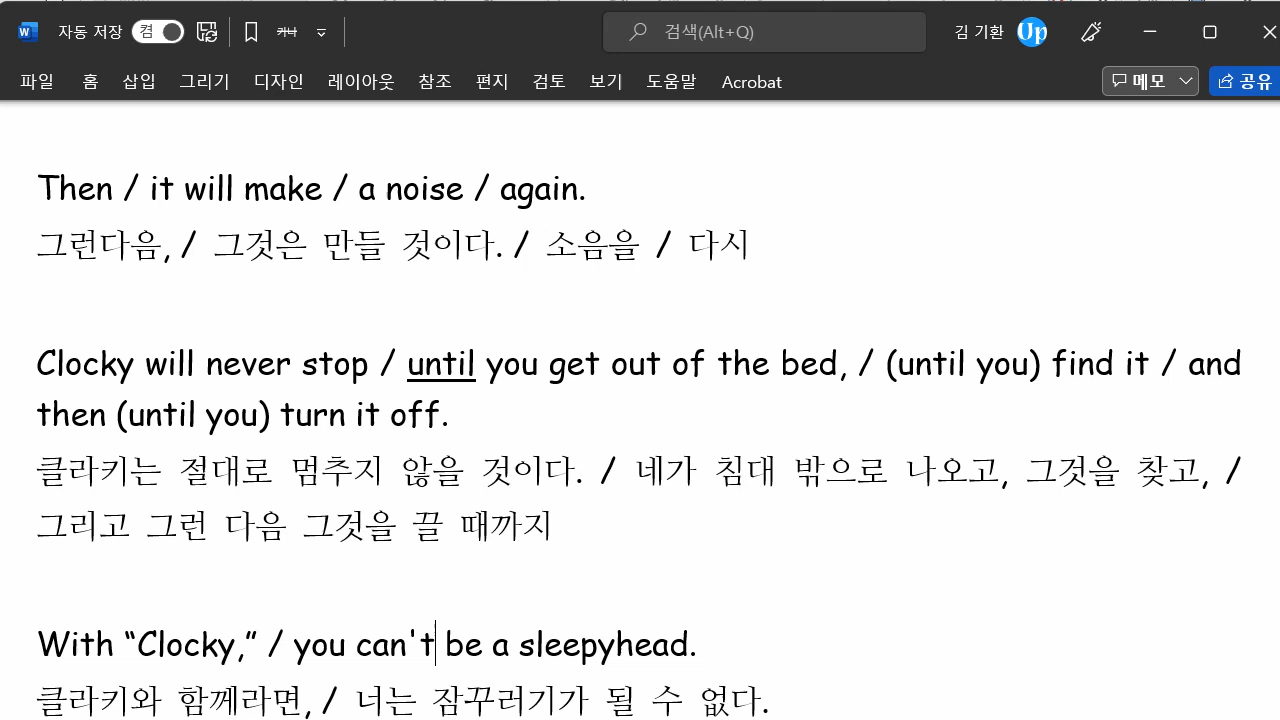 W 자동 저장 켬 가나 검색(Alt+Q) 김 기환 Up
파일 홈 삽입 그리기 디자인 레이아웃 참조 편지 검토 보기 도움말 Acrobat 메모 공유
Then / it will make / a noise / again.
그런다음, / 그것은 만들 것이다. / 소음을 / 다시
Clocky will never stop / until you get out of the bed, / (until you) find it / and
then (until you) turn it off.
클라키는 절대로 멈추지 않을 것이다. / 네가 침대 밖으로 나오고, 그것을 찾고, /
그리고 그런 다음 그것을 끌 때까지
With “Clocky,” / you can't be a sleepyhead.
클라키와 함께라면, / 너는 잠꾸러기가 될 수 없다.